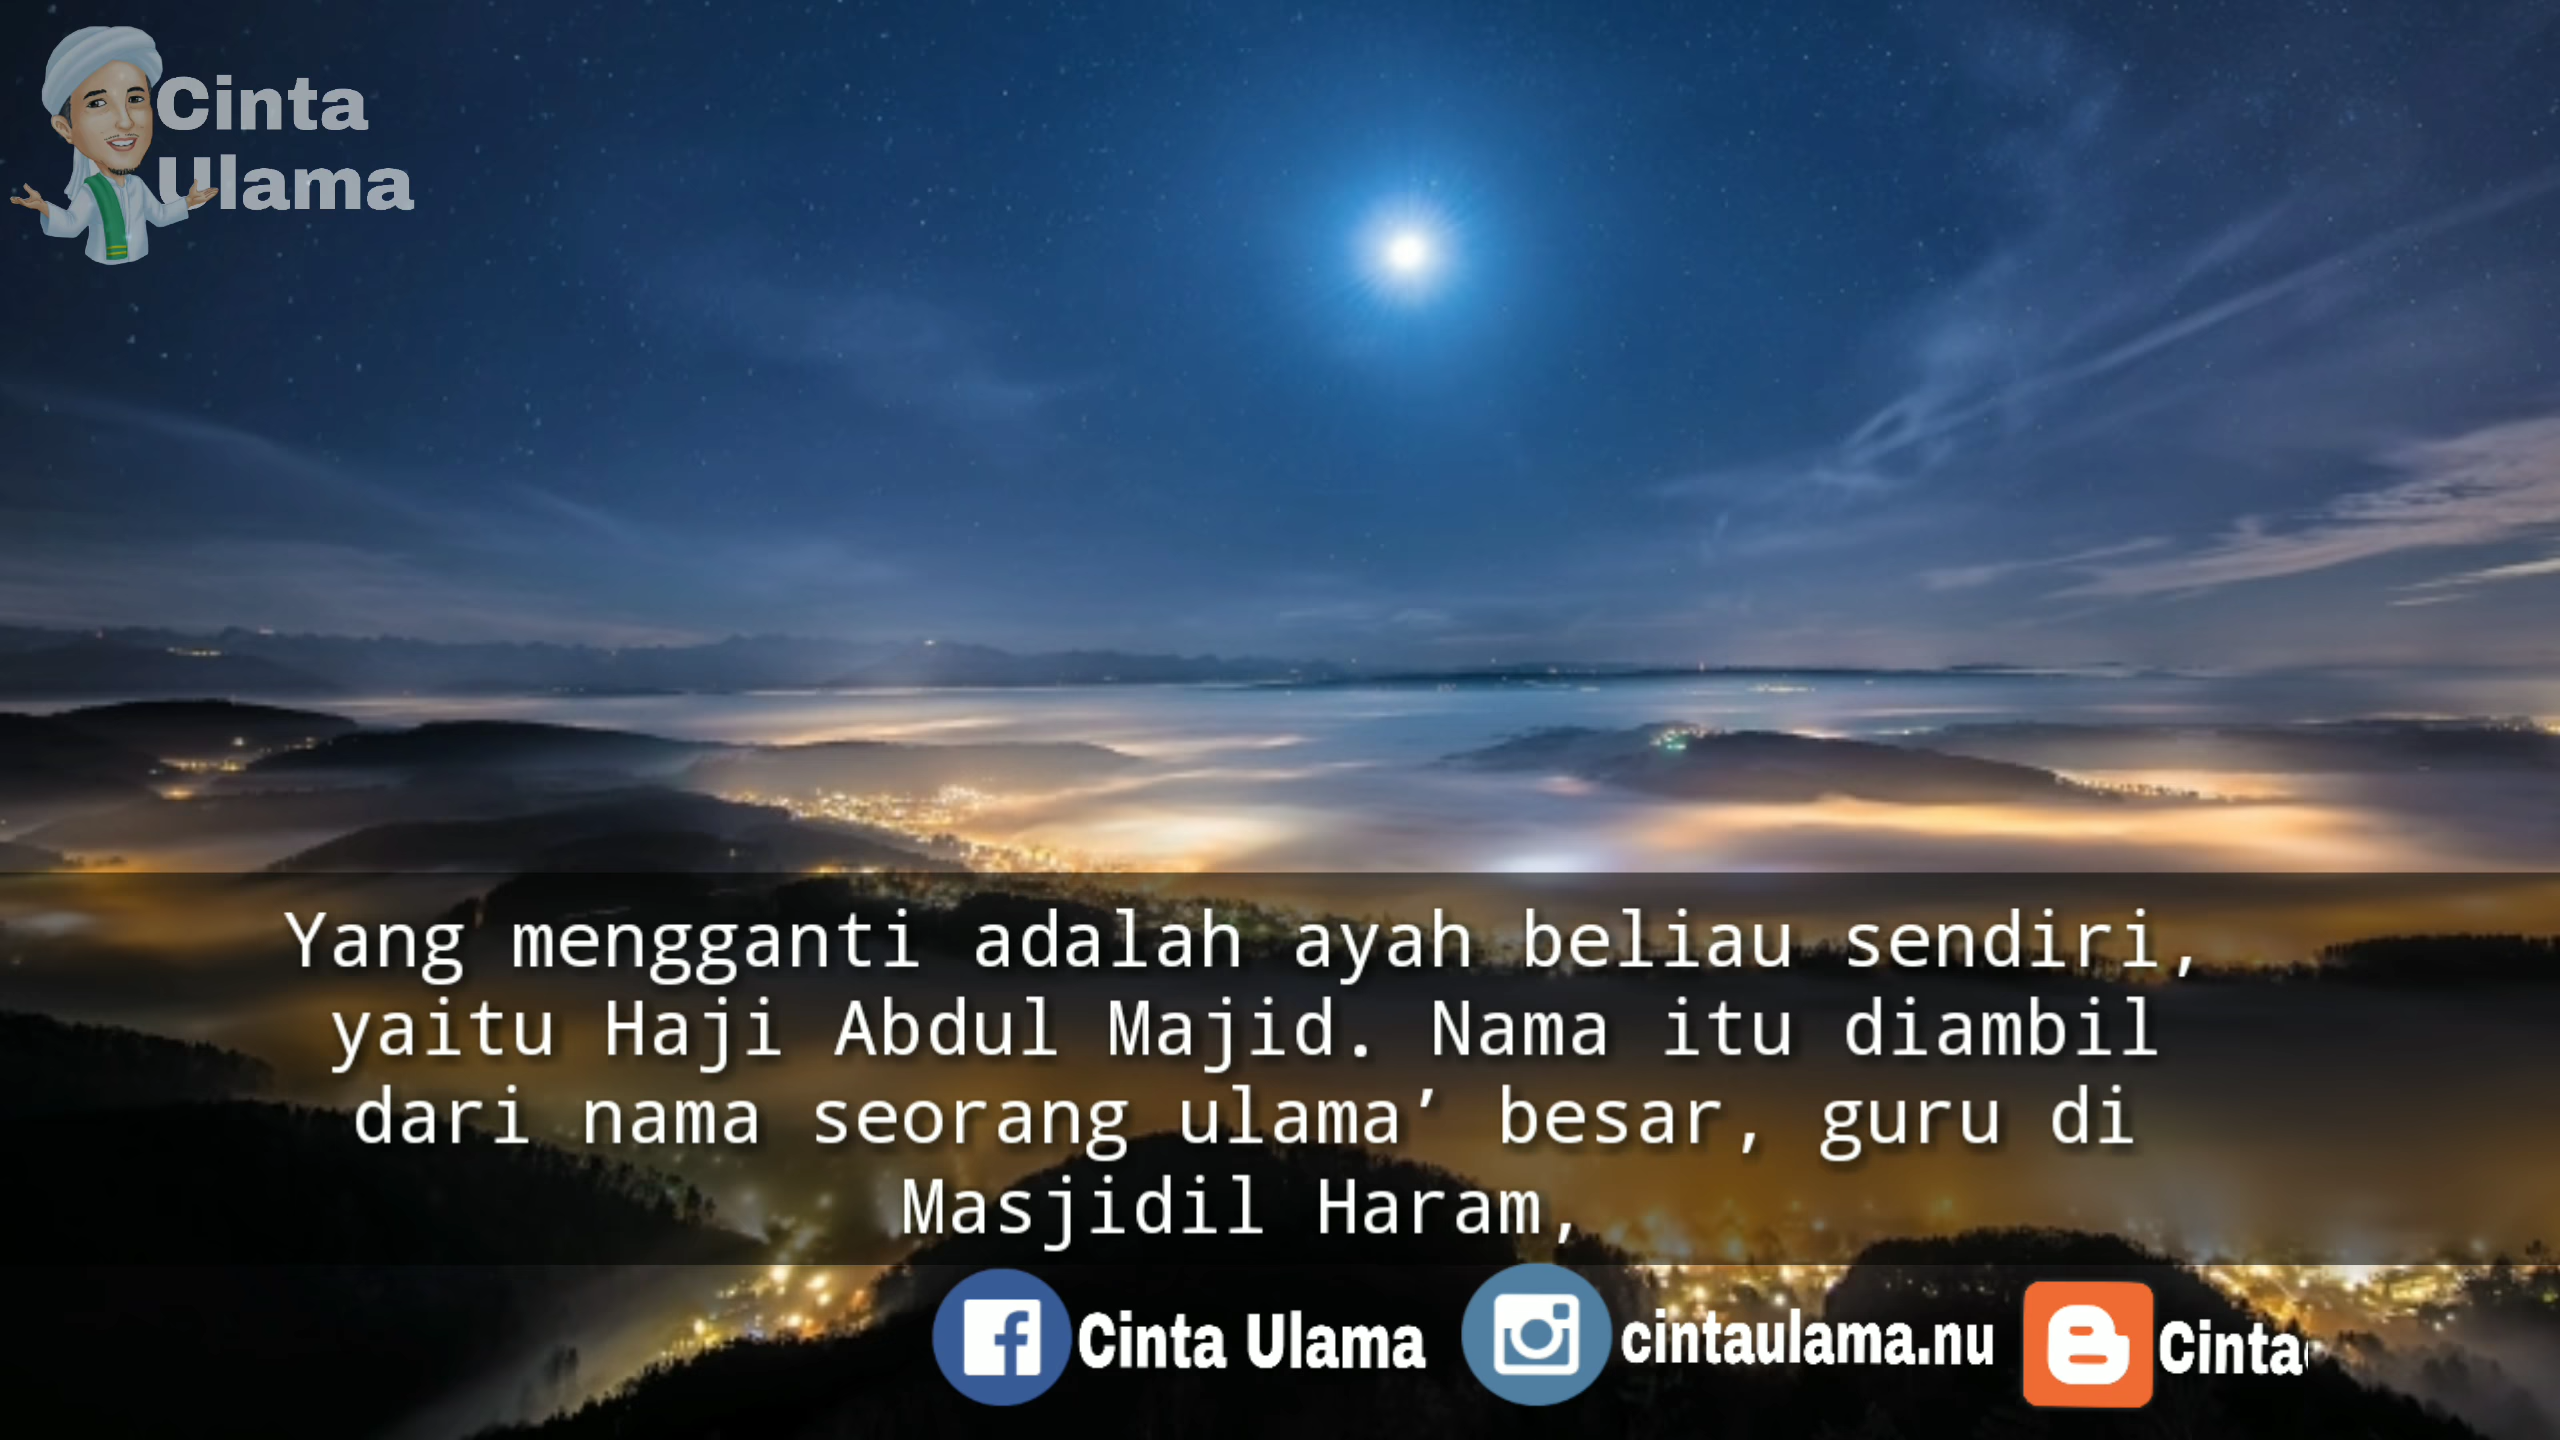 Cinta
Ulama
Yang mengganti adalah ayah beliau sendiri,
yaitu Haji Abdul Majid. Nama itu diambil
dari nama seorang ulama’ besar, guru di
Masjidil Haram,
Cinta Ulama
cintaulama.nu
Cinta